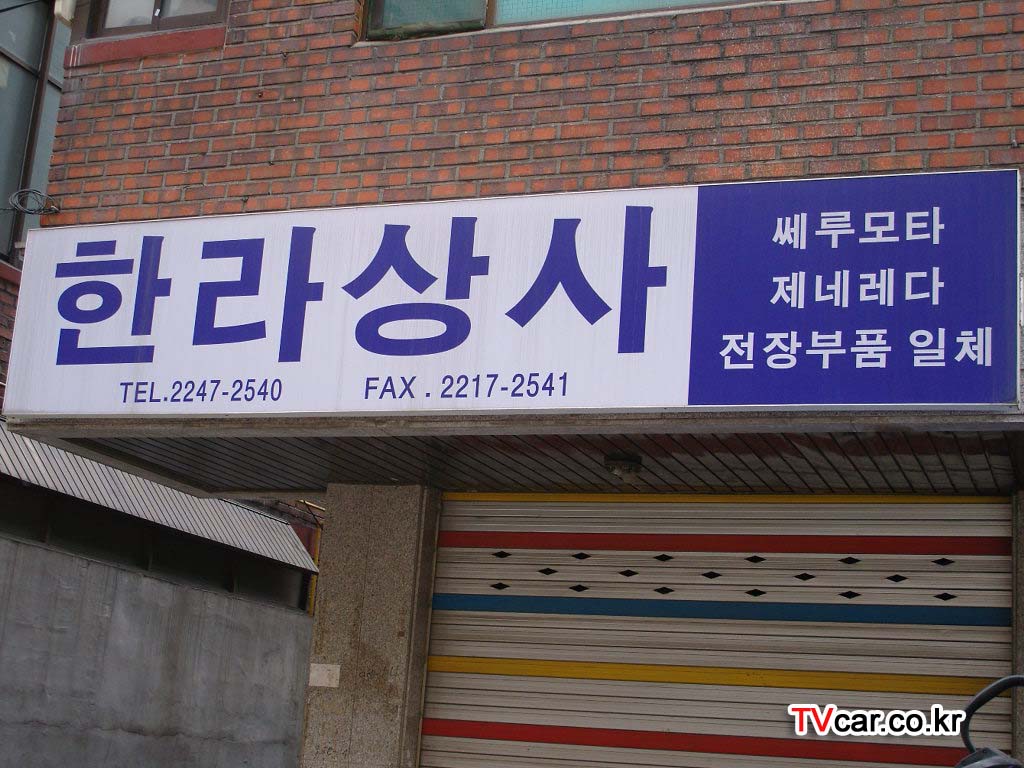 한라상사
TEL.2247-2540 FAX . 2217-2541
쎄루모타
제네레다
전장부품 일체
TVcar.co.kr